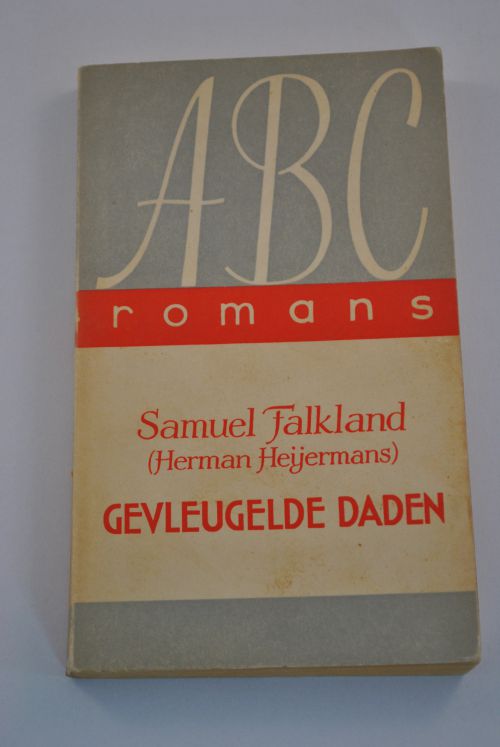 ABC
romans
Samuel Falkland
(Herman Heijermans)
GEVLEUGELDE DADEN